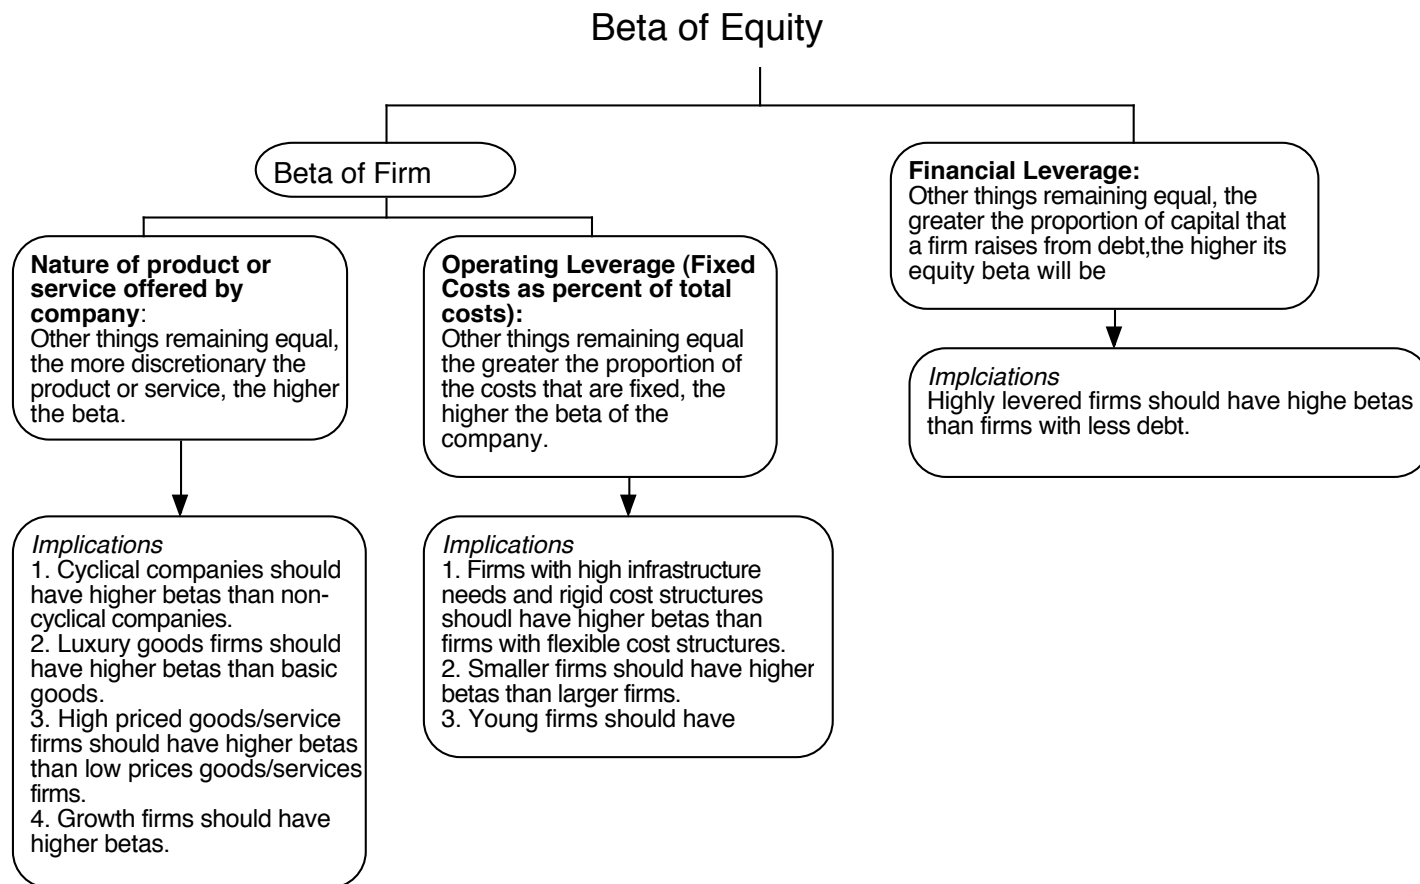 Beta of Equity
Beta of Firm
Financial Leverage:
Other things remaining equal, the
greater the proportion of capital that
a firm raises from debt,the higher its
equity beta will be
Nature of product or
service offered by
company:
Other things remaining equal,
the more discretionary the
product or service, the higher
the beta.
Operating Leverage (Fixed
Costs as percent of total
costs):
Other things remaining equal
the greater the proportion of
the costs that are fixed, the
higher the beta of the
company.
Implciations
Highly levered firms should have highe betas
than firms with less debt.
Implications
1. Cyclical companies should
have higher betas than non-
cyclical companies.
2. Luxury goods firms should
have higher betas than basic
goods.
3. High priced goods/service
firms should have higher betas
than low prices goods/services
firms.
4. Growth firms should have
higher betas.
Implications
1. Firms with high infrastructure
needs and rigid cost structures
shoudl have higher betas than
firms with flexible cost structures.
2. Smaller firms should have higher
betas than larger firms.
3. Young firms should have